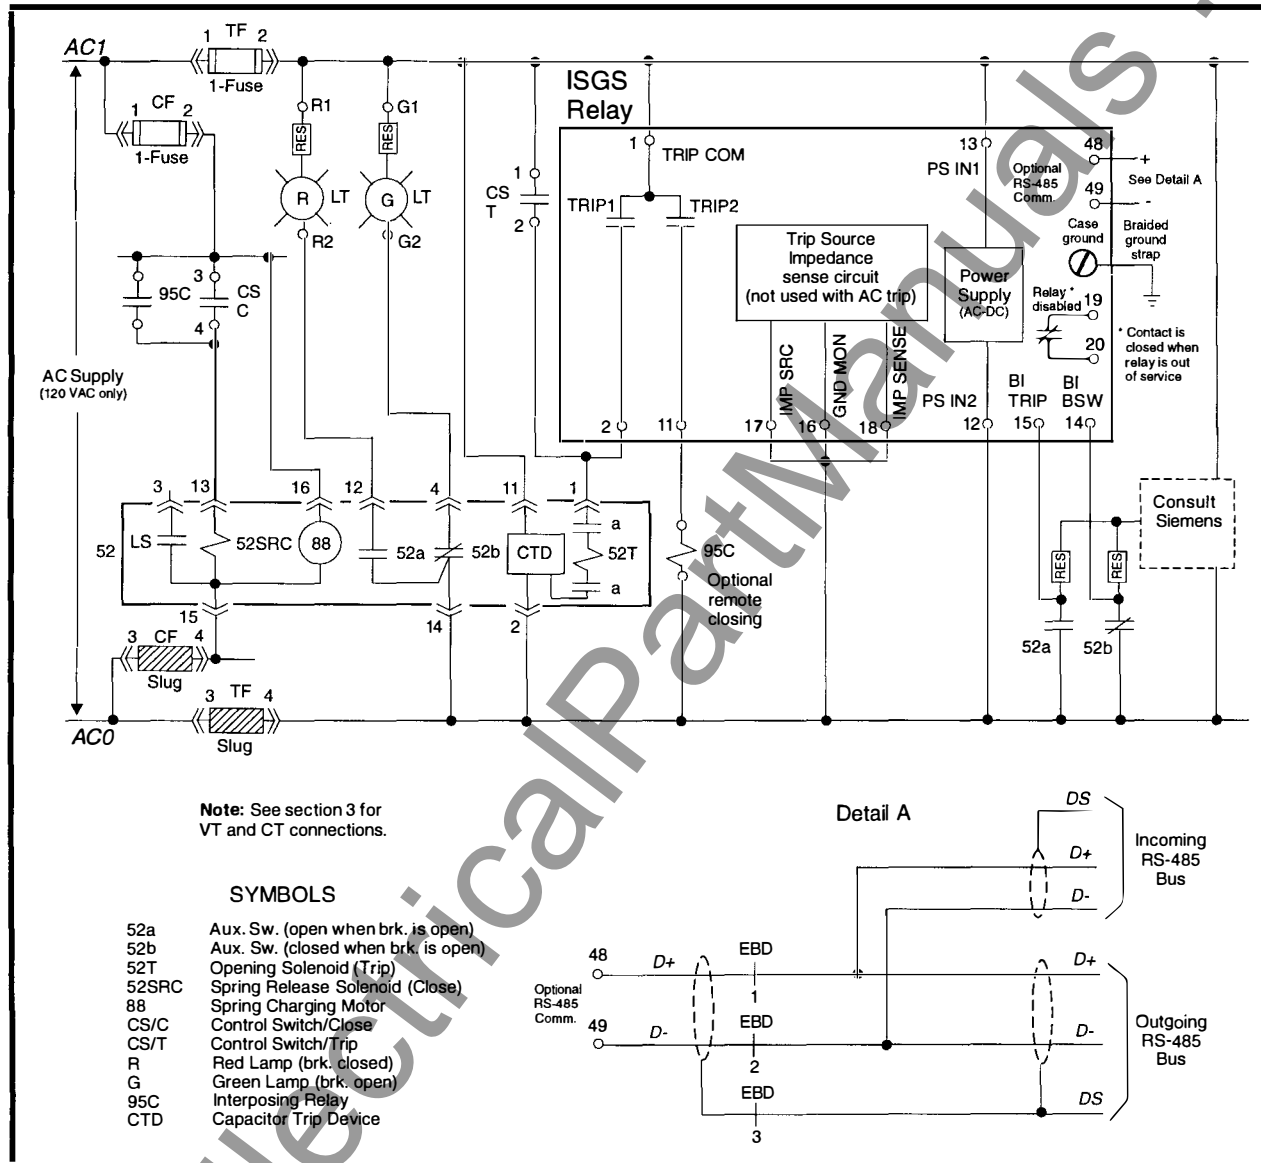 AC1
1 TF 2
1-Fuse
1 CF 2
1-Fuse
R1
G1
RES
RES
R LT
G LT
R2
G2
1
CS
T
2
ISGS
Relay
1 TRIP COM
TRIP1
TRIP2
Trip Source
Impedance
sense circuit
(not used with AC trip)
IMP SRC
GND MON
IMP SENSE
13
PS IN1
Power
Supply
(AC-DC)
PS IN2
Optional
RS-485
Comm.
48
+
49
-
See Detail A
Case
ground
Braided
ground
strap
Relay *
disabled
19
20
* Contact is
closed when
relay is out
of service
BI
TRIP
BI
BSW
2
11
17
16
18
12
15
14
95C
3
CS
C
4
AC Supply
(120 VAC only)
3
13
16
12
4
11
1
52
LS
52SRC
88
52a
52b
CTD
a
52T
a
15
14
2
95C
Optional
remote
closing
Consult
Siemens
RES
RES
52a
52b
3 CF 4
Slug
3 TF 4
Slug
AC0
Note: See section 3 for
VT and CT connections.
SYMBOLS
52a Aux. Sw. (open when brk. is open)
52b Aux. Sw. (closed when brk. is open)
52T Opening Solenoid (Trip)
52SRC Spring Release Solenoid (Close)
88 Spring Charging Motor
CS/C Control Switch/Close
CS/T Control Switch/Trip
R Red Lamp (brk. closed)
G Green Lamp (brk. open)
95C Interposing Relay
CTD Capacitor Trip Device
Detail A
DS
D+
D-
Incoming
RS-485
Bus
48
D+
EBD
1
D+
Optional
RS-485
Comm.
49
D-
EBD
2
D-
Outgoing
RS-485
Bus
EBD
3
DS
llectricalPartManuals .